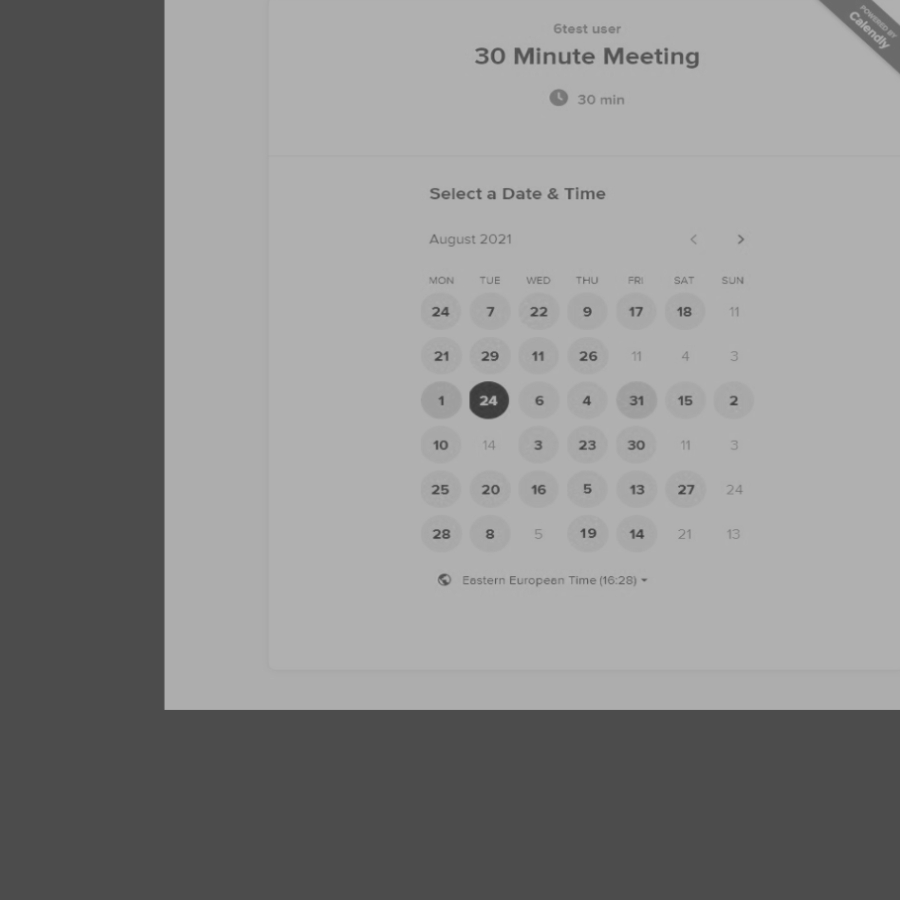 POWERED BY
Calendly
6test user
30 Minute Meeting
30 min
Select a Date & Time
August 2021
MON TUE WED THU FRI SAT SUN
24 7 22 9 17 18 11
21 29 11 26 11 4 3
1 24 6 4 31 15 2
10 14 3 23 30 11 3
25 20 16 5 13 27 24
28 8 5 19 14 21 13
Eastern European Time (16:28)